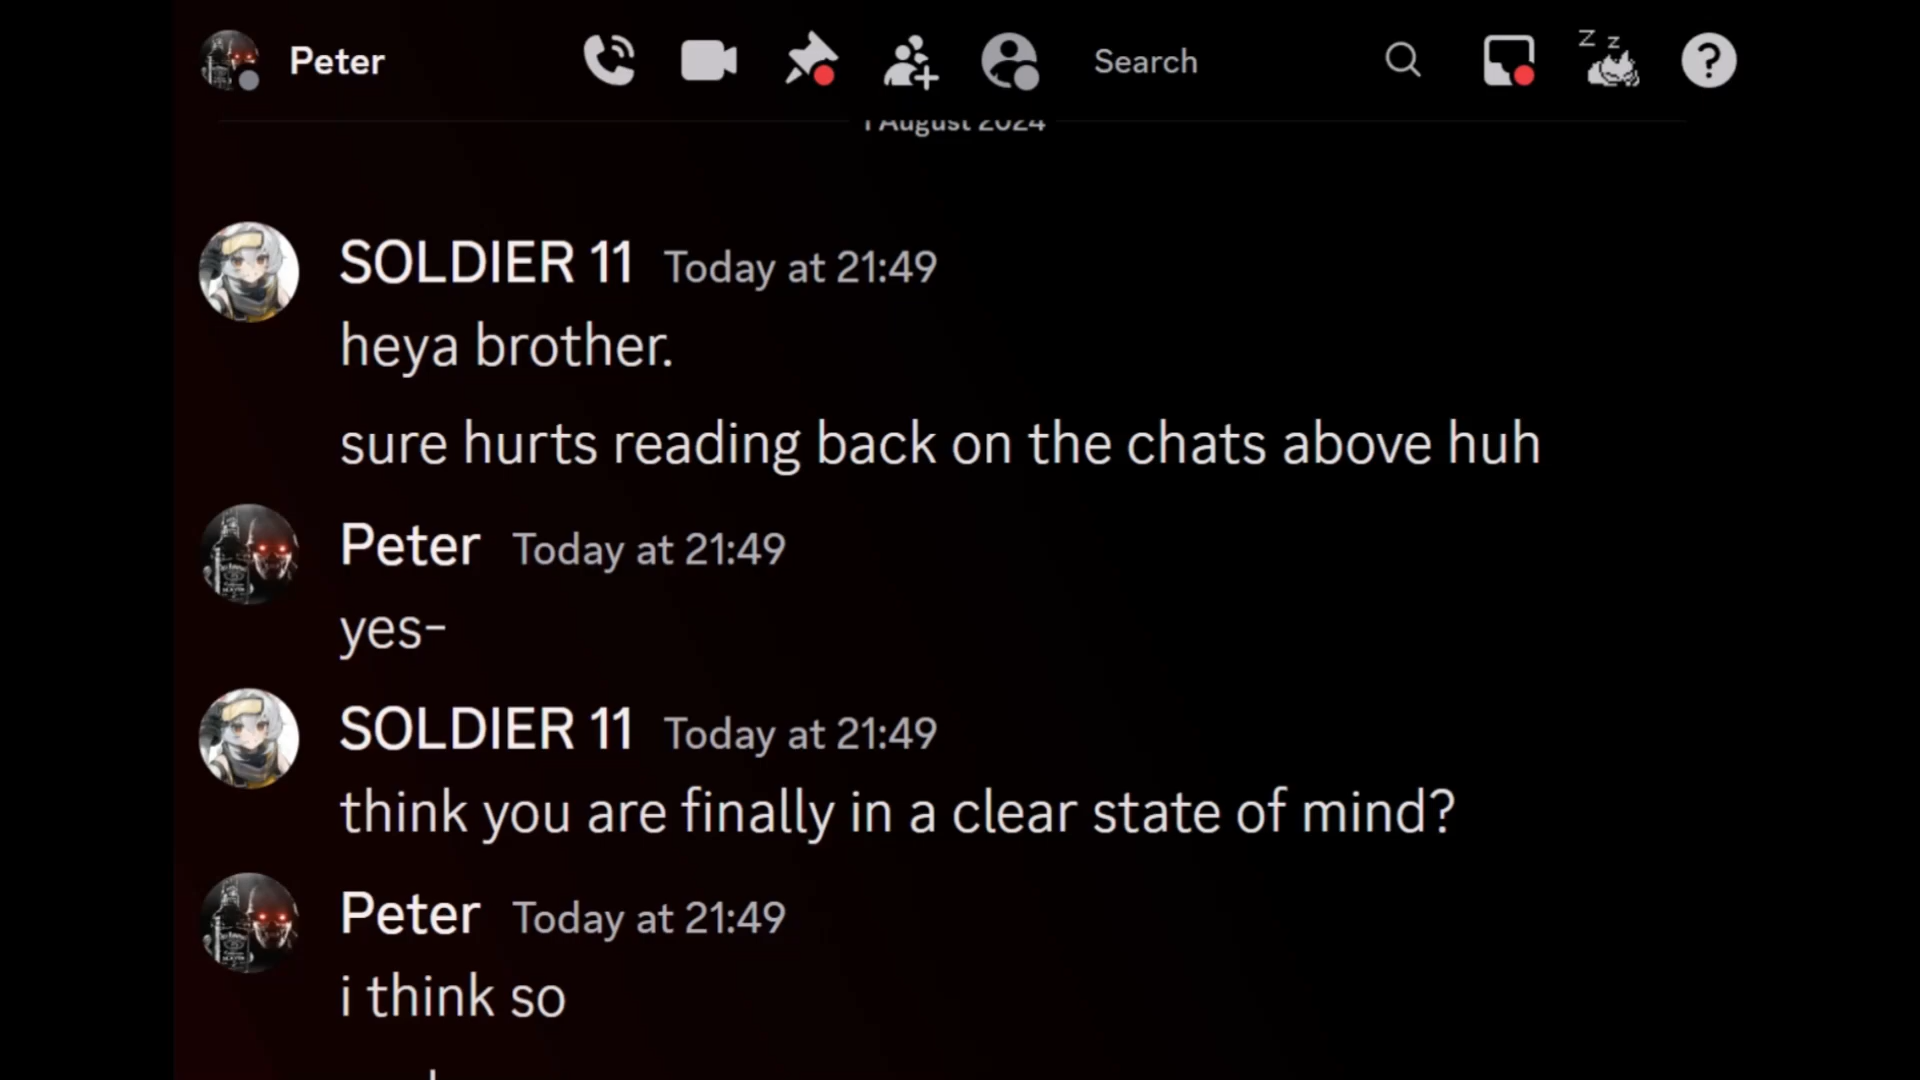 Peter
Search
1 August 2024
SOLDIER 11 Today at 21:49
heya brother.
sure hurts reading back on the chats above huh
Peter Today at 21:49
yes-
SOLDIER 11 Today at 21:49
think you are finally in a clear state of mind?
Peter Today at 21:49
i think so